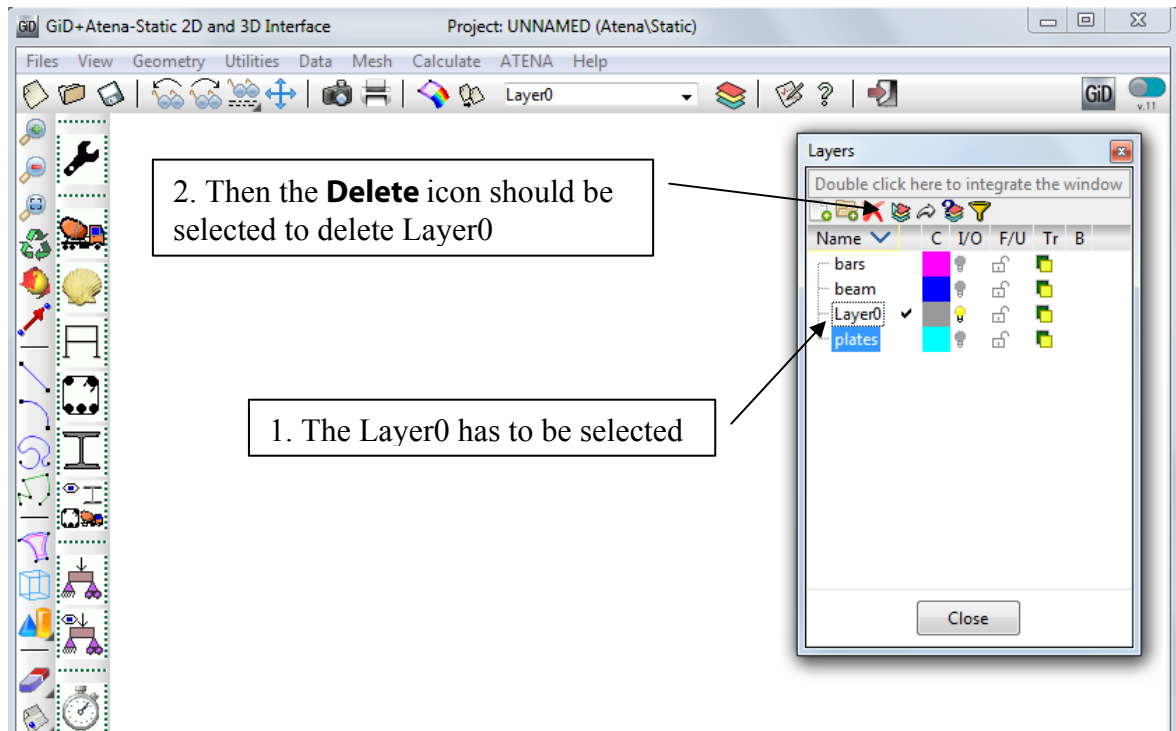 GiD GiD+Atena-Static 2D and 3D Interface Project: UNNAMED (Atena\Static)
Files View Geometry Utilities Data Mesh Calculate ATENA Help
Layer0 GiD
v.11
Layers
Double click here to integrate the window
2. Then the Delete icon should be
selected to delete Layer0
Name C I/O F/U Tr B
bars
beam
Layer0
plates
1. The Layer0 has to be selected
Close